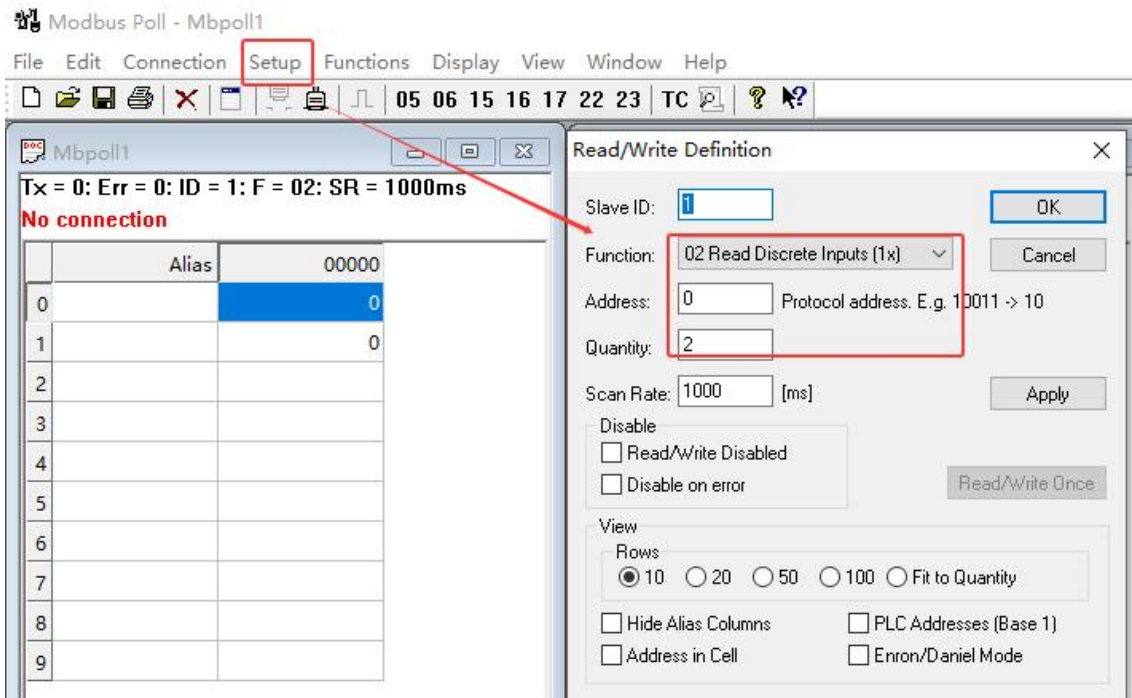 Modbus Poll - Mbpoll1
File Edit Connection Setup Functions Display View Window Help
05 06 15 16 17 22 23 TC
Mbpoll1
Tx = 0: Err = 0: ID = 1: F = 02: SR = 1000ms
No connection
Alias 00000
0 0
1 0
2
3
4
5
6
7
8
9
Read/Write Definition
Slave ID: 1 OK
Function: 02 Read Discrete Inputs (1x) Cancel
Address: 0 Protocol address. E.g. 10011 -> 10
Quantity: 2
Scan Rate: 1000 [ms] Apply
Disable
Read/Write Disabled
Disable on error
Read/Write Once
View
Rows
10 20 50 100 Fit to Quantity
Hide Alias Columns PLC Addresses (Base 1)
Address in Cell Enron/Daniel Mode